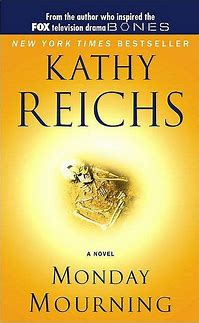 From the author who inspired the
FOX television drama BONES
NEW YORK TIMES BESTSELLER
KATHY
REICHS
A NOVEL
MONDAY
MOURNING